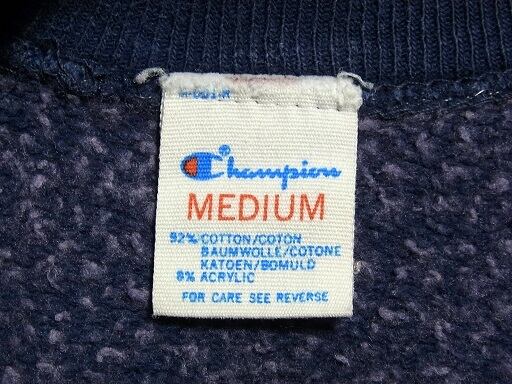 Champion
MEDIUM
92% COTTON/COTON
BAUMWOLLE/COTONE
KATOEN/BOMULD
8% ACRYLIC
FOR CARE SEE REVERSE